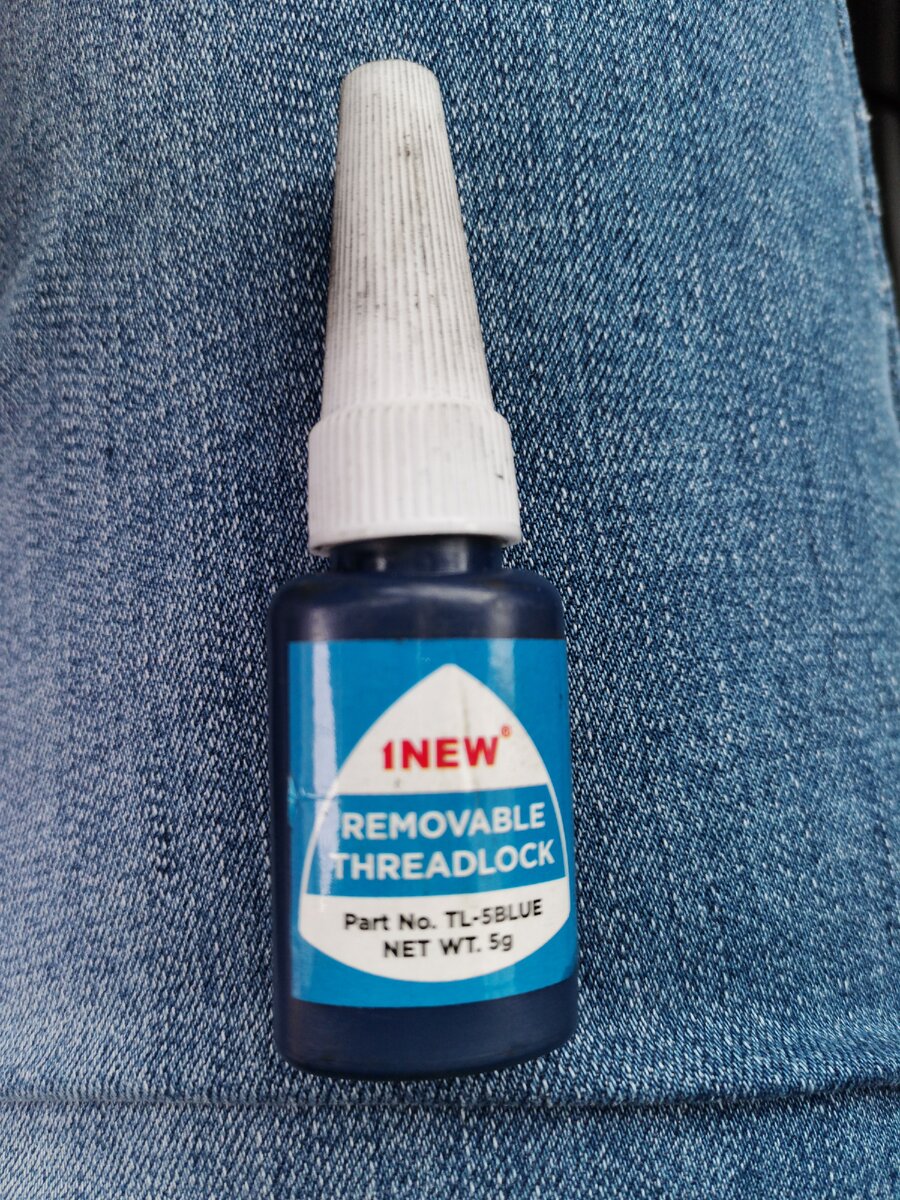 1NEW®
REMOVABLE
THREADLOCK
Part No. TL-5BLUE
NET WT. 5g